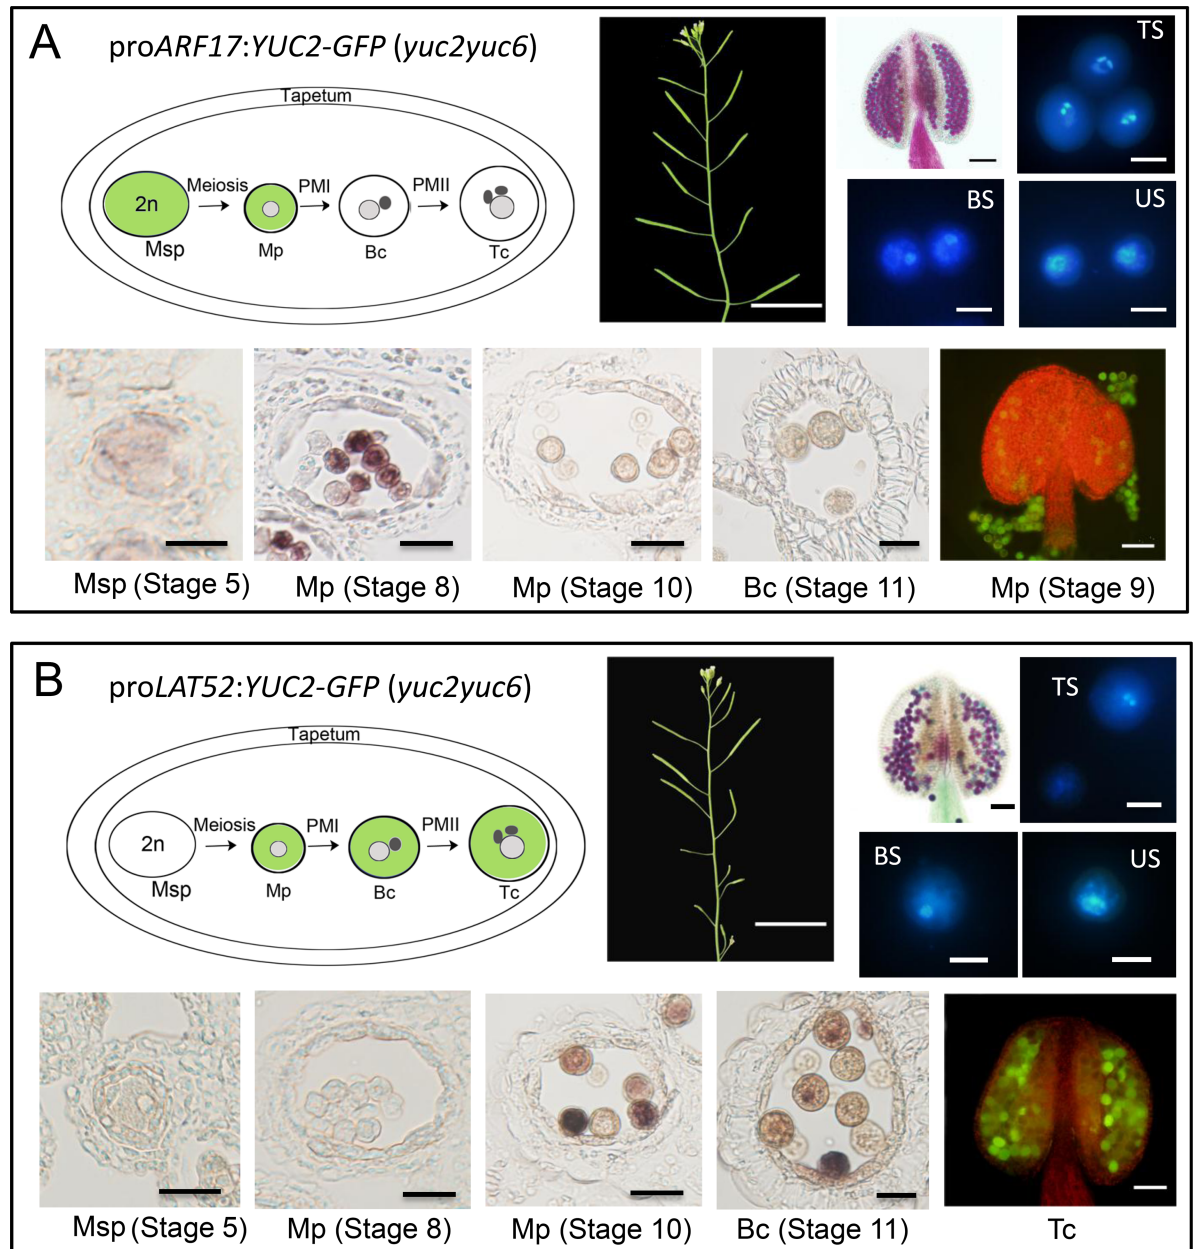 A
proARF17:YUC2-GFP (yuc2yuc6)
Tapetum
2n
Meiosis
PMI
PMII
Msp
Mp
Bc
Tc
TS
BS
US
Msp (Stage 5)
Mp (Stage 8)
Mp (Stage 10)
Bc (Stage 11)
Mp (Stage 9)
B
proLAT52:YUC2-GFP (yuc2yuc6)
Tapetum
2n
Meiosis
PMI
PMII
Msp
Mp
Bc
Tc
TS
BS
US
Msp (Stage 5)
Mp (Stage 8)
Mp (Stage 10)
Bc (Stage 11)
Tc